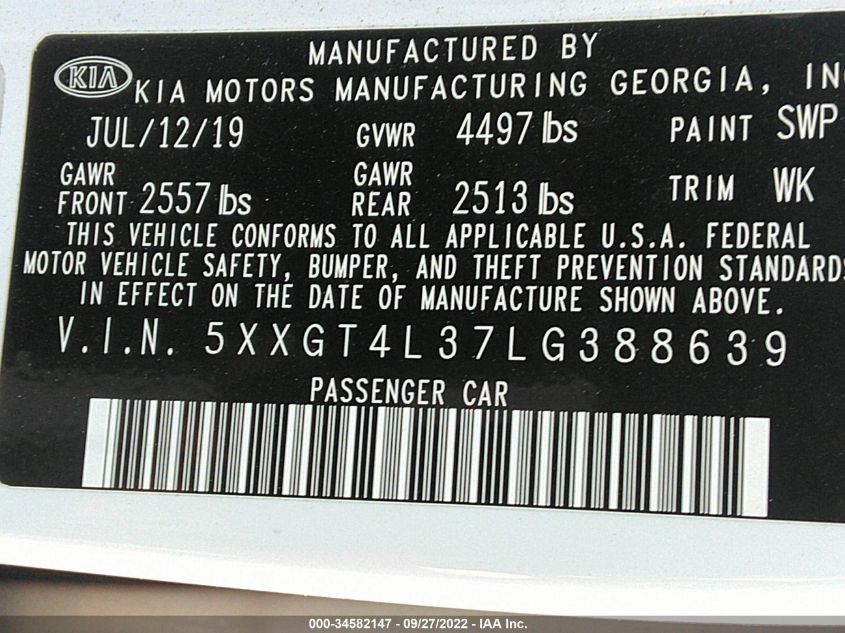 MANUFACTURED BY
KIA KIA MOTORS MANUFACTURING GEORGIA, INC
JUL/12/19 GVWR 4497 lbs PAINT SWP
GAWR FRONT 2557 lbs GAWR REAR 2513 lbs TRIM WK
THIS VEHICLE CONFORMS TO ALL APPLICABLE U.S.A. FEDERAL
MOTOR VEHICLE SAFETY, BUMPER, AND THEFT PREVENTION STANDARDS
IN EFFECT ON THE DATE OF MANUFACTURE SHOWN ABOVE.
V.I.N. 5XXGT4L37LG388639
PASSENGER CAR
000-34582147 - 09/27/2022 - IAA Inc.